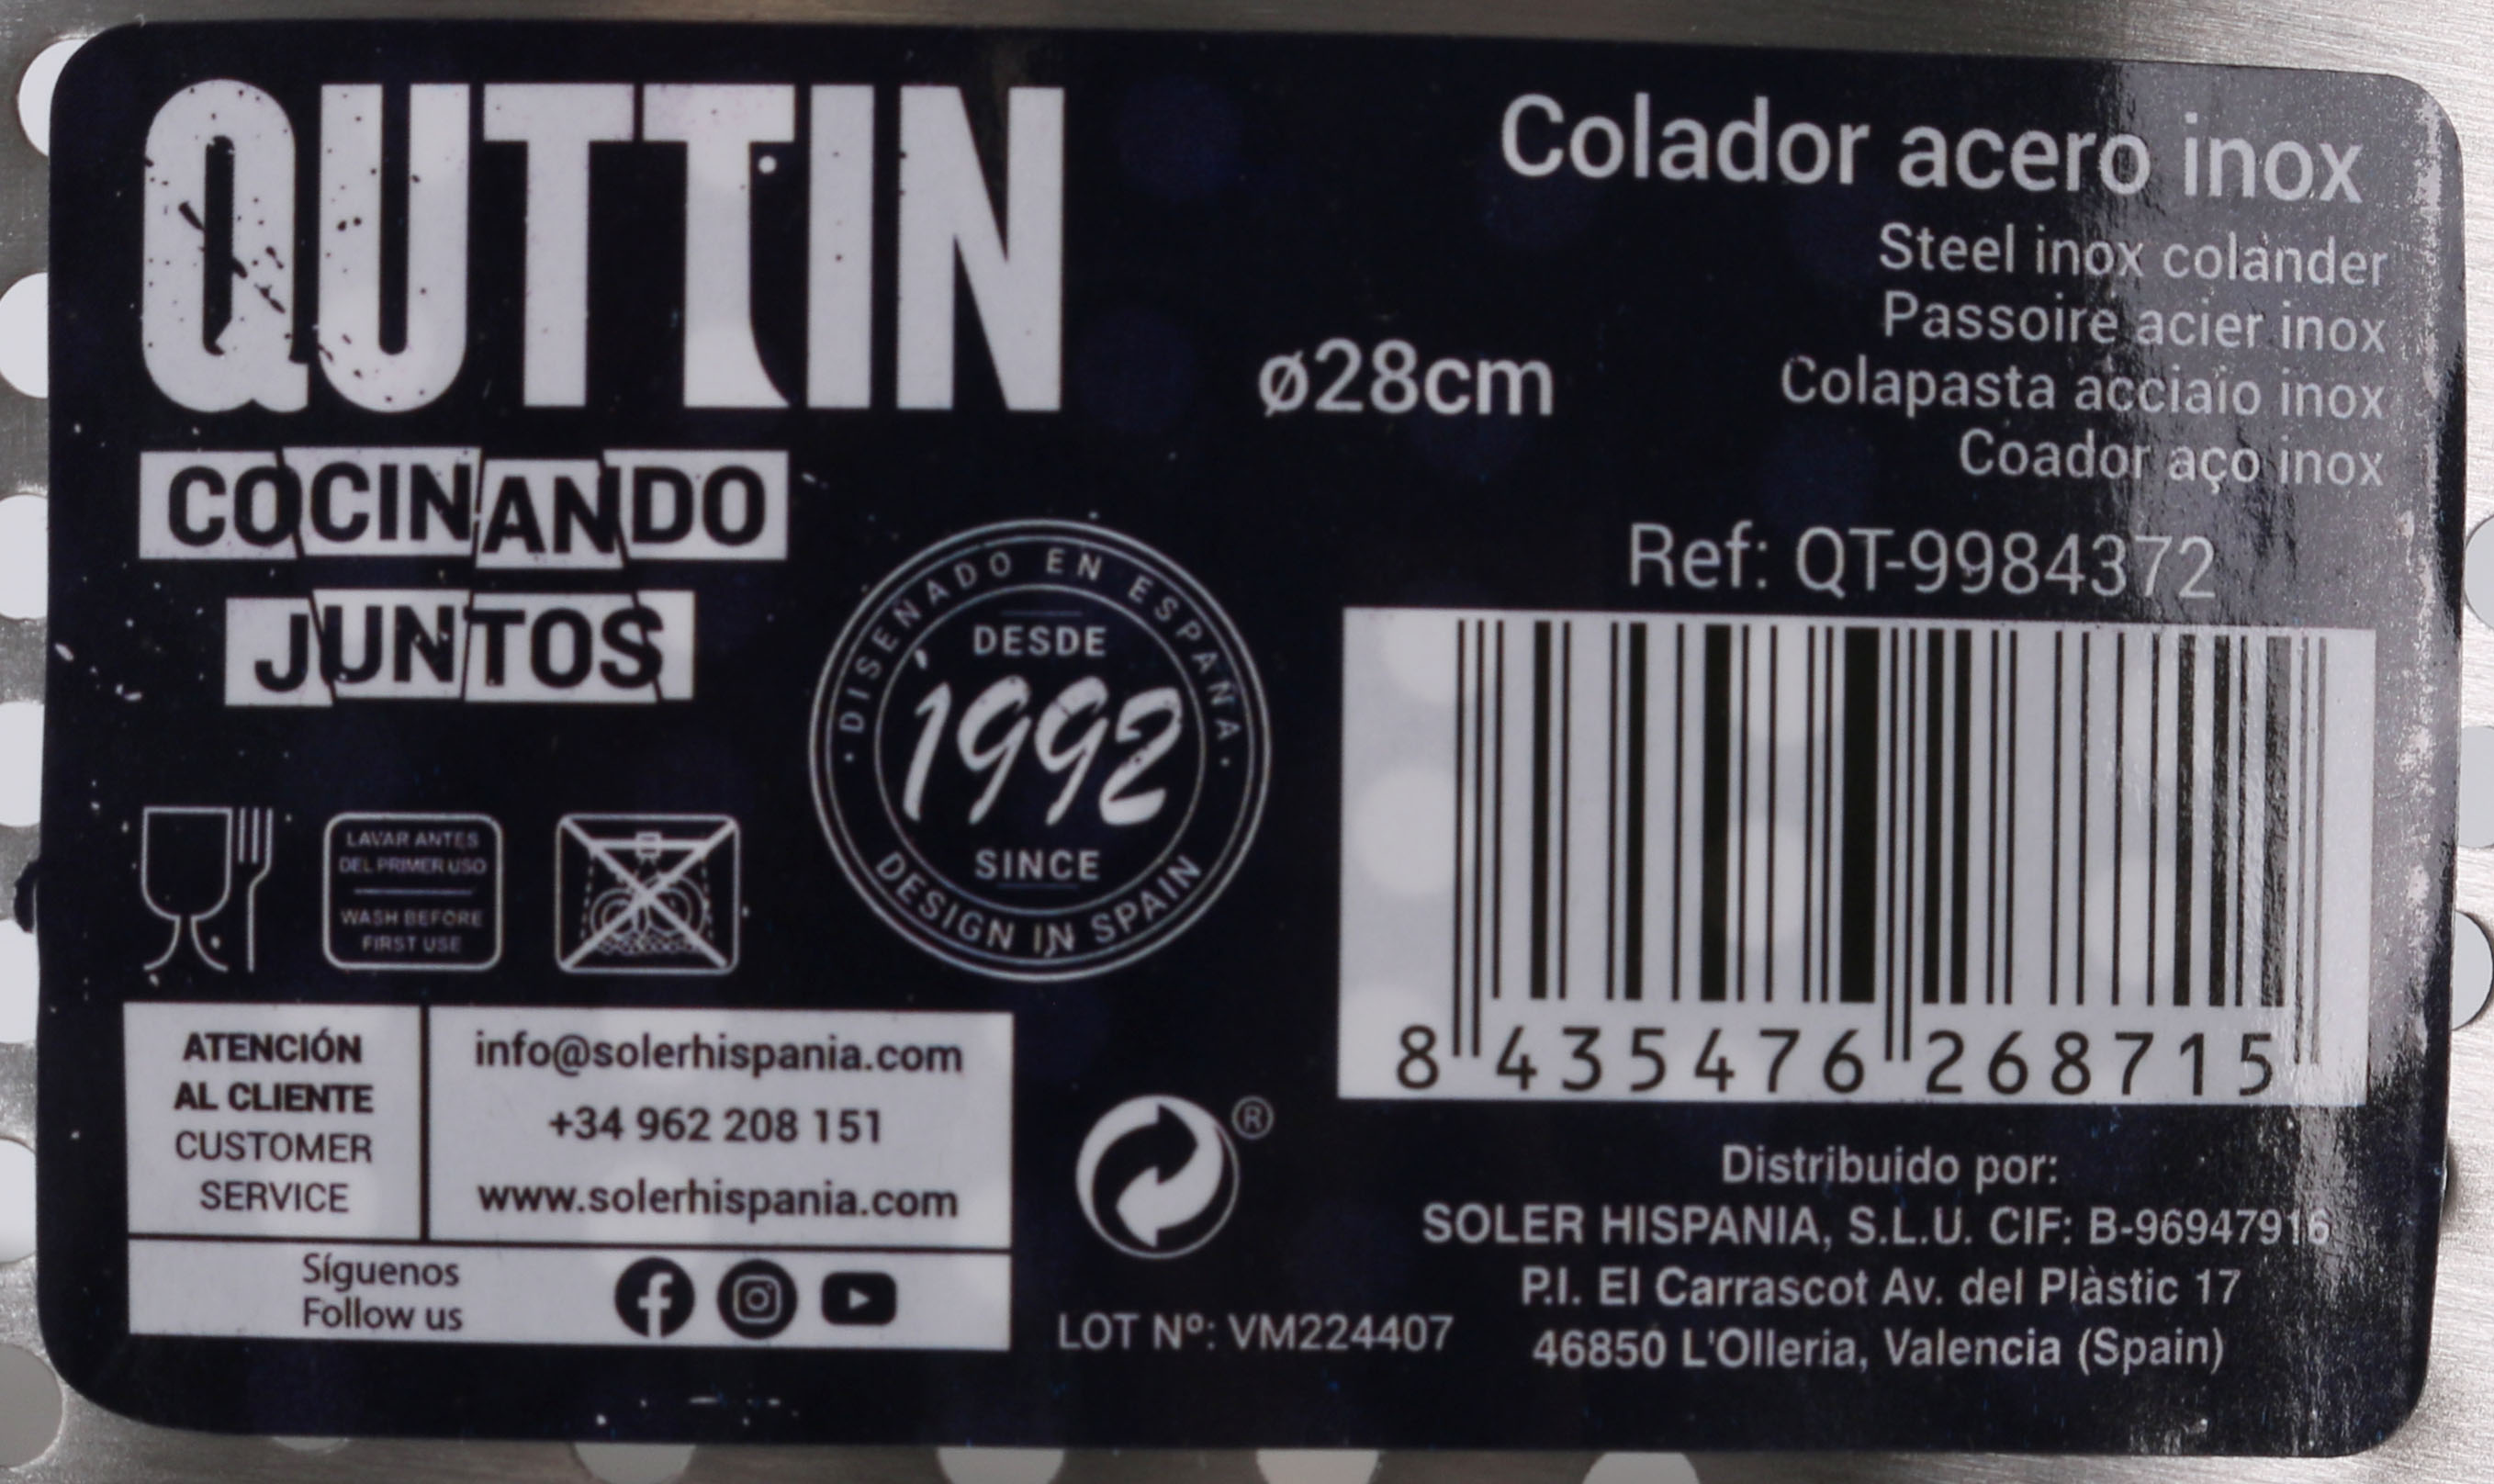 QUTTIN
COCINANDO
JUNTOS
Colador acero inox
Steel inox colander
Passoire acier inox
Colapasta acciaio inox
Coador aço inox
ø28cm
Ref: QT-9984372
DISEÑADO EN ESPAÑA
DESDE
1992
SINCE
DESIGN IN SPAIN
LAVAR ANTES
DEL PRIMER USO
WASH BEFORE
FIRST USE
8 435476 268715
ATENCIÓN
AL CLIENTE
CUSTOMER
SERVICE
info@solerhispania.com
+34 962 208 151
www.solerhispania.com
Síguenos
Follow us
®
LOT Nº: VM224407
Distribuido por:
SOLER HISPANIA, S.L.U. CIF: B-96947916
P.I. El Carrascot Av. del Plàstic 17
46850 L'Olleria, Valencia (Spain)